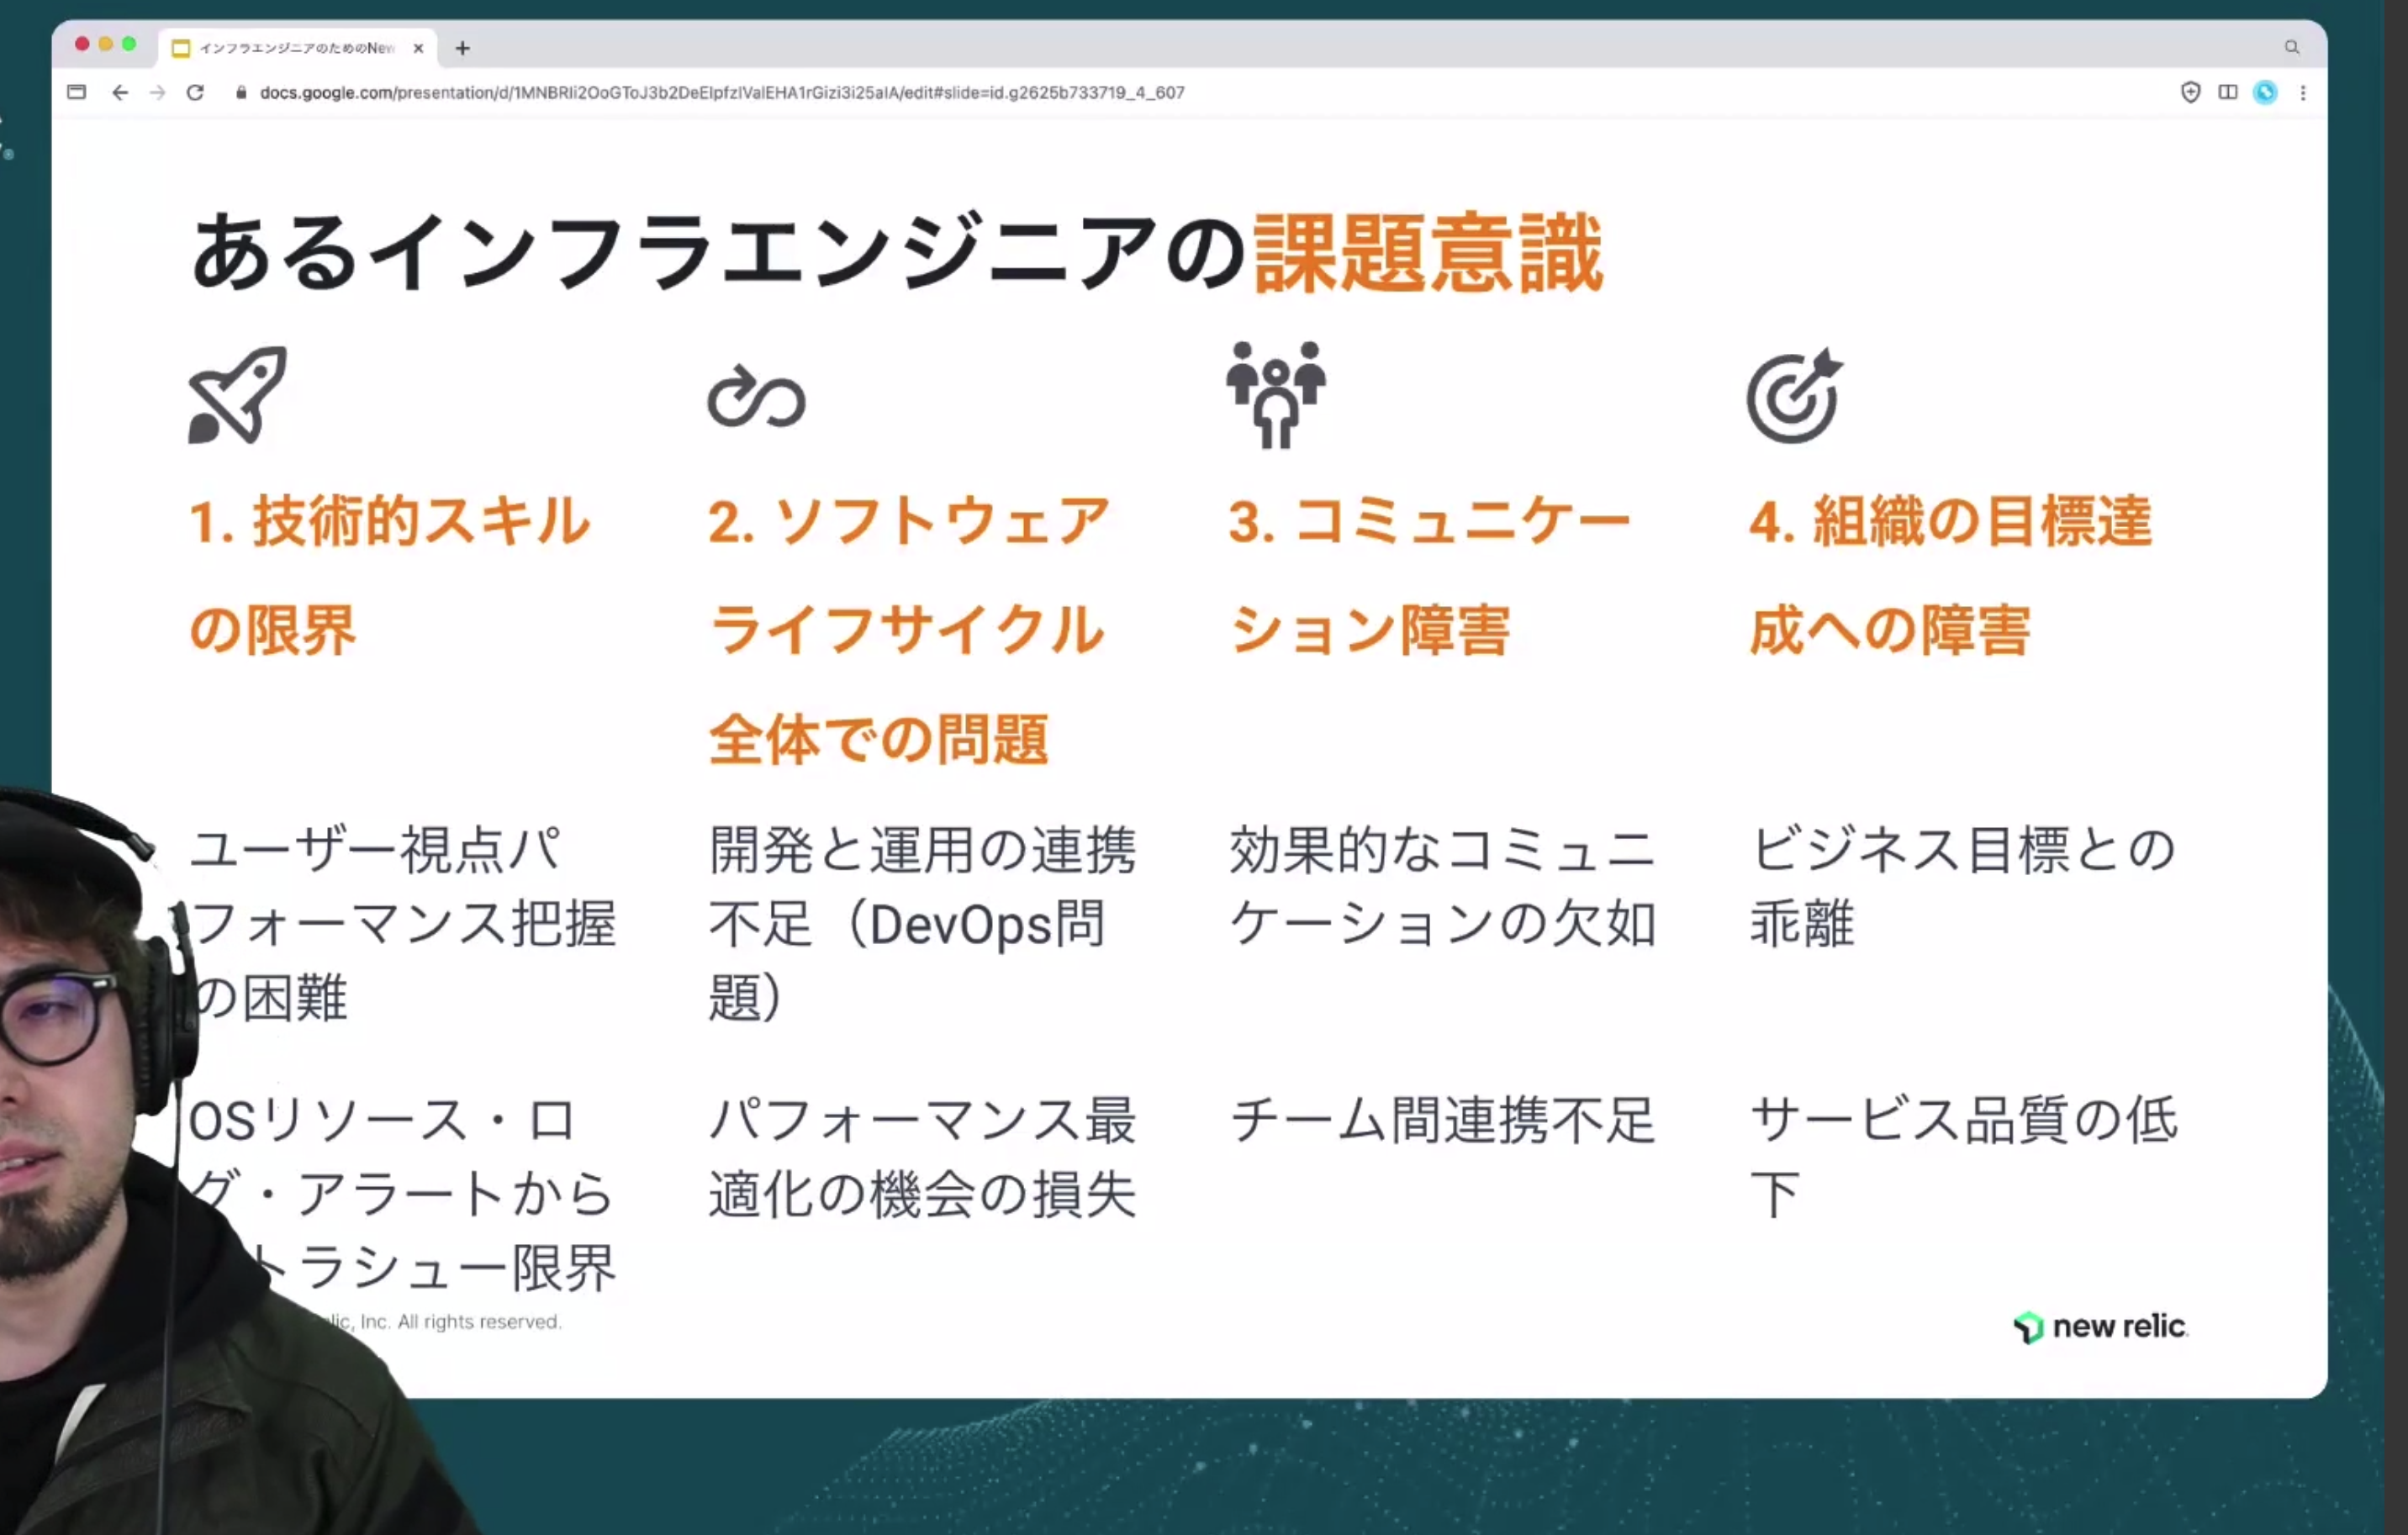 インフラエンジニアのためのNew
docs.google.com/presentation/d/1MNBRIi2OoGToJ3b2DeEIpfzIValEHA1rGizi3i25aIA/edit#slide=id.g2625b733719_4_607
あるインフラエンジニアの課題意識
1. 技術的スキル
の限界
ユーザー視点パ
フォーマンス把握
の困難
OSリソース・ロ
グ・アラートから
トラシュー限界
2. ソフトウェア
ライフサイクル
全体での問題
開発と運用の連携
不足（DevOps問
題）
パフォーマンス最
適化の機会の損失
3. コミュニケー
ション障害
効果的なコミュニ
ケーションの欠如
チーム間連携不足
4. 組織の目標達
成への障害
ビジネス目標との
乖離
サービス品質の低
下
Inc. All rights reserved.
new relic